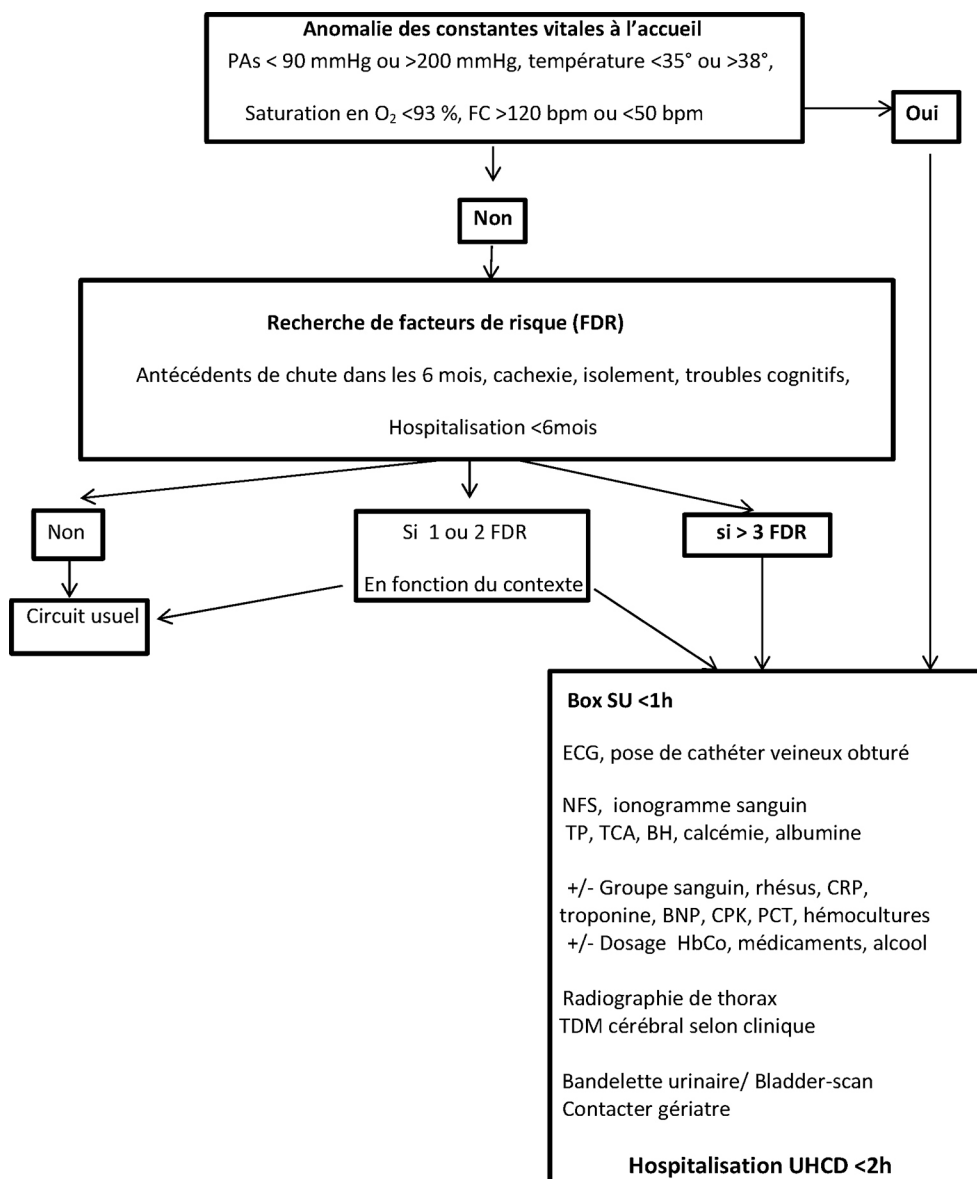 Anomalie des constantes vitales à l’accueil
PAs < 90 mmHg ou >200 mmHg, température <35° ou >38°,
Saturation en O₂ <93 %, FC >120 bpm ou <50 bpm
Oui
Non
Recherche de facteurs de risque (FDR)
Antécédents de chute dans les 6 mois, cachexie, isolement, troubles cognitifs,
Hospitalisation <6mois
Non
Si 1 ou 2 FDR
En fonction du contexte
si > 3 FDR
Circuit usuel
Box SU <1h
ECG, pose de cathéter veineux obturé
NFS, ionogramme sanguin
TP, TCA, BH, calcémie, albumine
+/- Groupe sanguin, rhésus, CRP,
troponine, BNP, CPK, PCT, hémocultures
+/- Dosage HbCo, médicaments, alcool
Radiographie de thorax
TDM cérébral selon clinique
Bandelette urinaire/ Bladder-scan
Contacter gériatre
Hospitalisation UHCD <2h